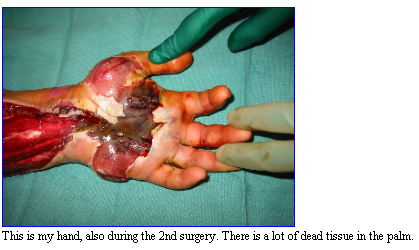 This is my hand, also during the 2nd surgery. There is a lot of dead tissue in the palm.